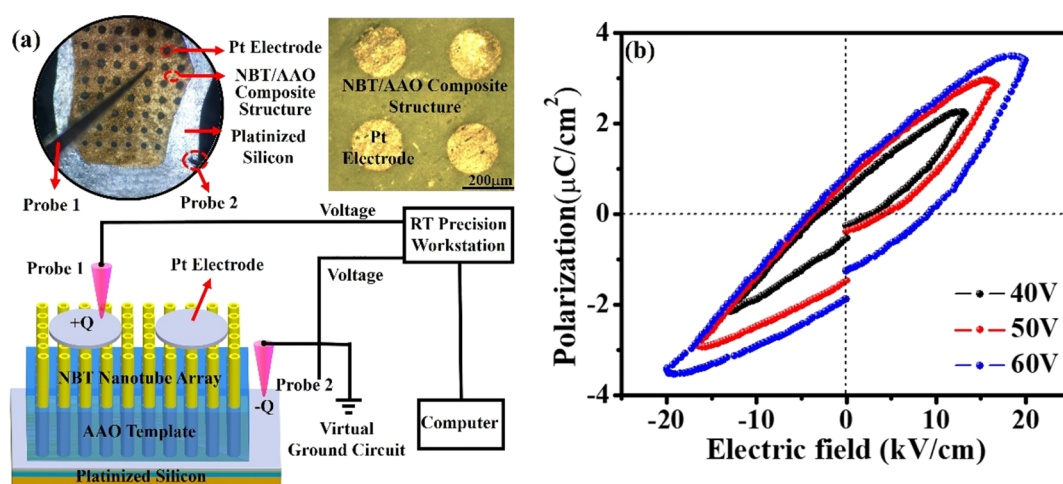 (a)
Pt Electrode
NBT/AAO
Composite
Structure
Platinized
Silicon
Probe 1
Probe 2
NBT/AAO Composite
Structure
Pt
Electrode
200μm
Voltage
RT Precision
Workstation
Voltage
Probe 1
Pt Electrode
+Q
NBT Nanotube Array
Probe 2
-Q
AAO Template
Virtual
Ground Circuit
Computer
Platinized Silicon
(b)
Polarization(μC/cm²)
4
2
0
-2
-4
40V
50V
60V
-20
-10
0
10
20
Electric field (kV/cm)